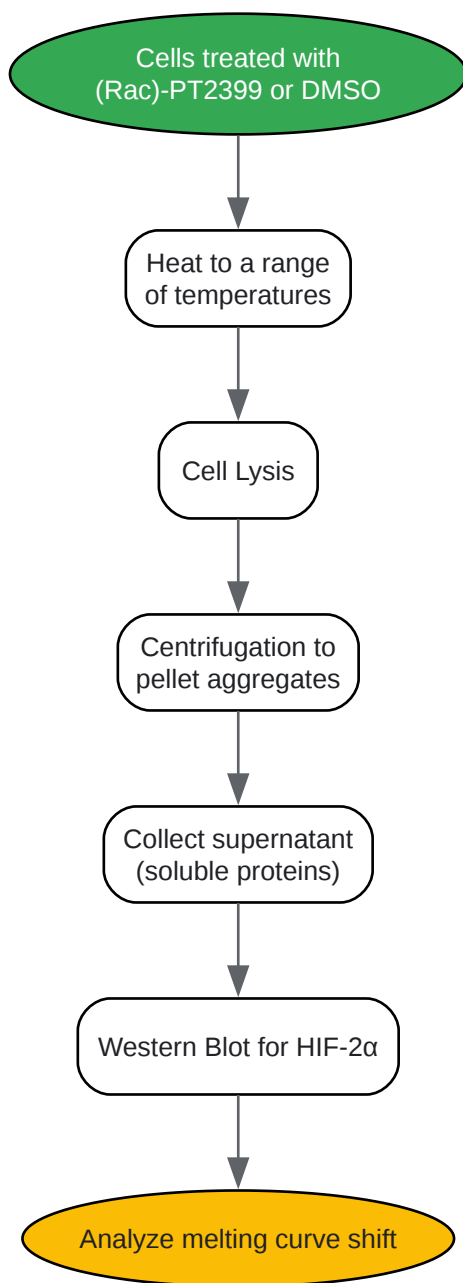 Cells treated with
(Rac)-PT2399 or DMSO
Heat to a range
of temperatures
Cell Lysis
Centrifugation to
pellet aggregates
Collect supernatant
(soluble proteins)
Western Blot for HIF-2α
Analyze melting curve shift